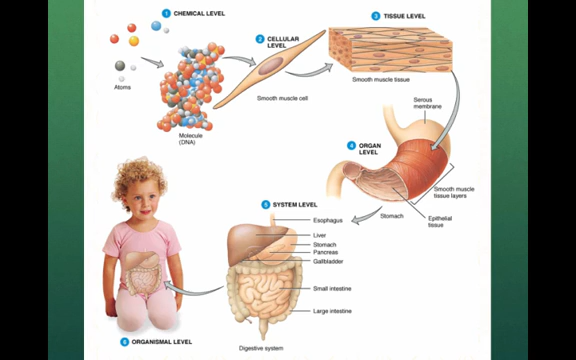 1 CHEMICAL LEVEL
Atoms
Molecule
(DNA)
2 CELLULAR
LEVEL
Smooth muscle cell
3 TISSUE LEVEL
Smooth muscle tissue
Serous
membrane
4 ORGAN
LEVEL
Smooth muscle
tissue layers
Stomach
Epithelial
tissue
5 SYSTEM LEVEL
Esophagus
Liver
Stomach
Pancreas
Gallbladder
Small intestine
Large intestine
Digestive system
6 ORGANISMAL LEVEL